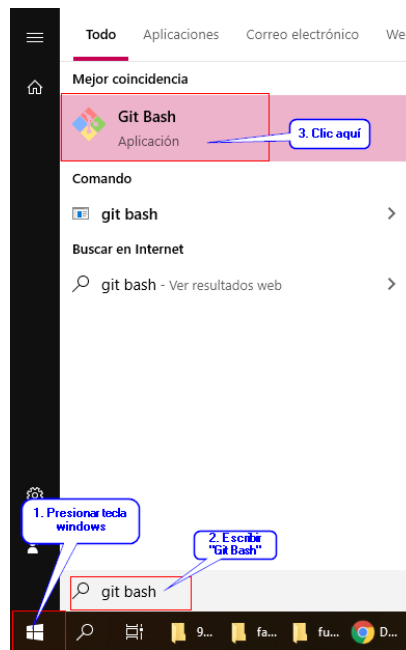 Todo Aplicaciones Correo electrónico We
Mejor coincidencia
Git Bash
Aplicación
3. Clic aquí
Comando
git bash
Buscar en Internet
git bash - Ver resultados web
1. Presionar tecla
windows
2. Escribir
"Git Bash"
git bash
9... fa... fu... D...